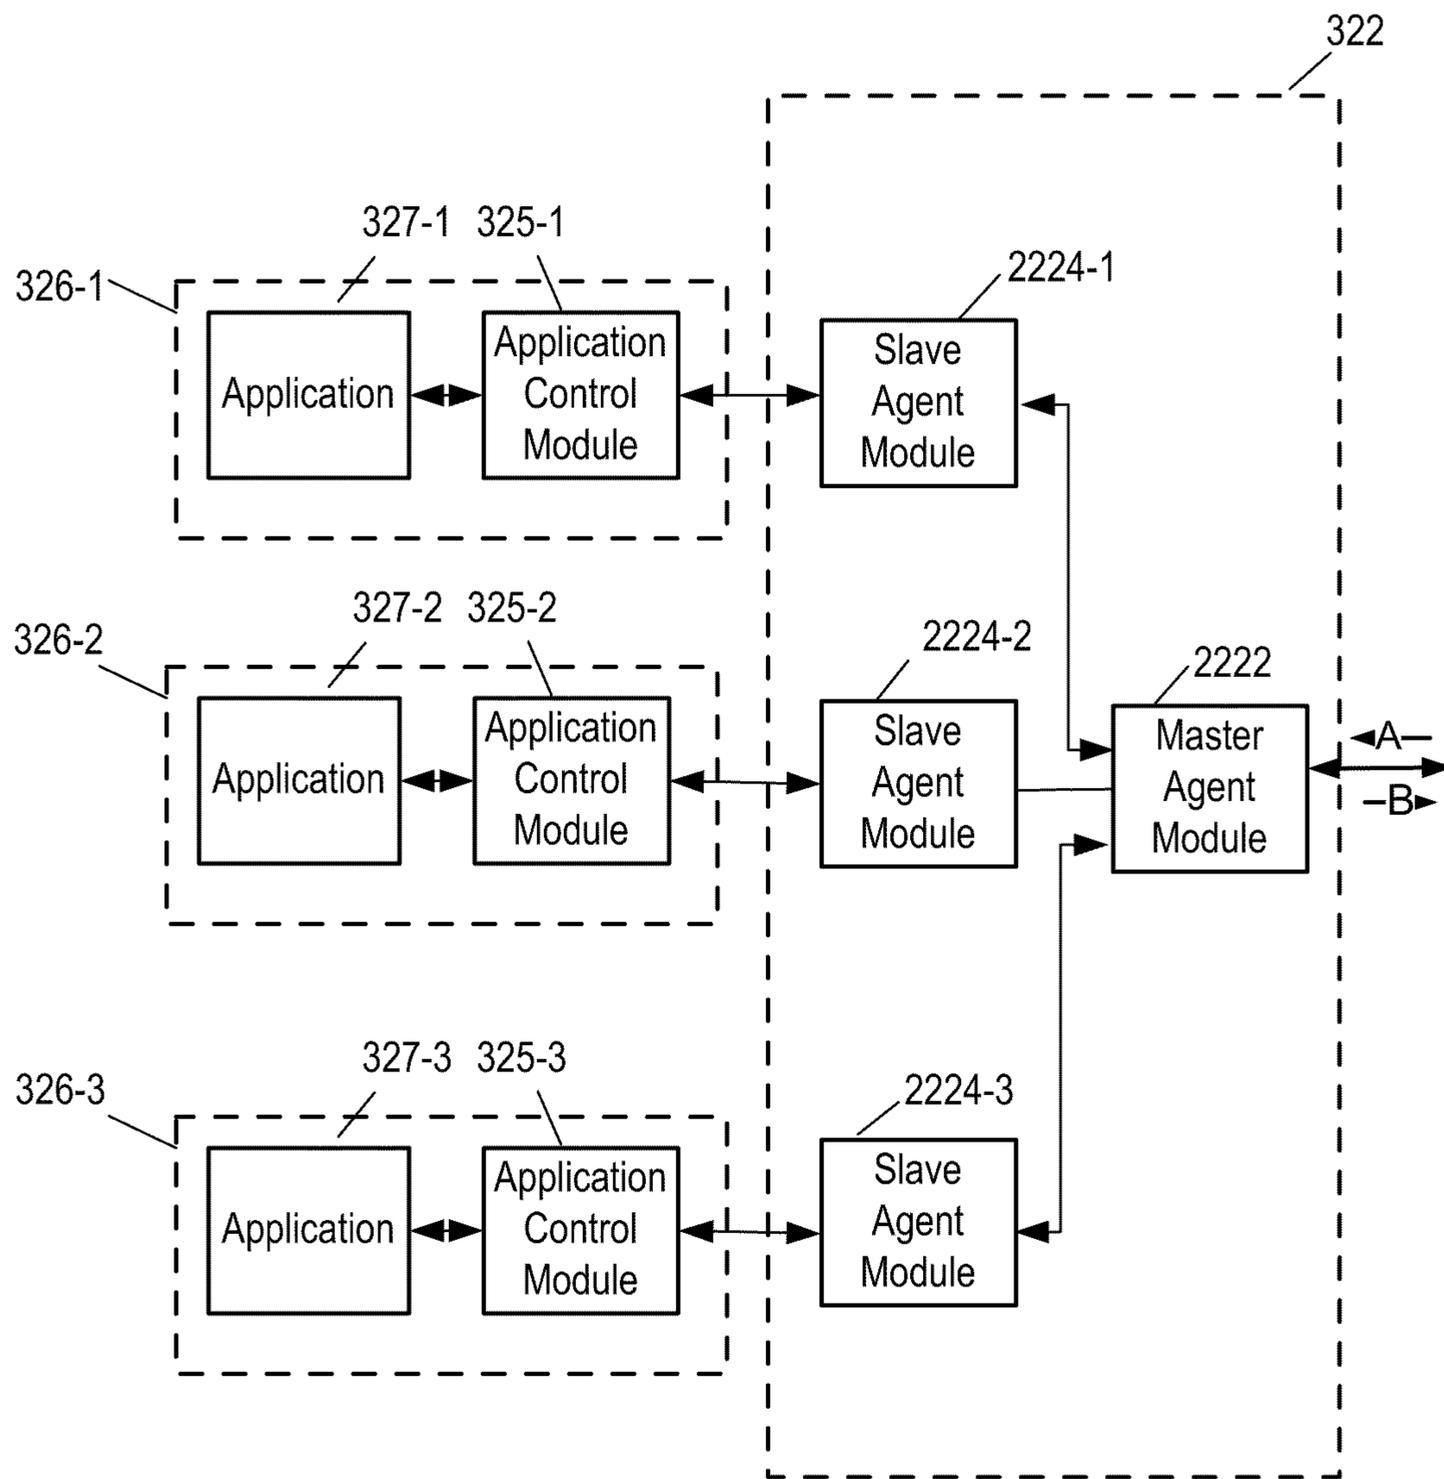 322
327-1 325-1
326-1
2224-1
Application
Application
Control
Module
Slave
Agent
Module
327-2 325-2
326-2
2224-2
2222
Application
Application
Control
Module
Slave
Agent
Module
Master
Agent
Module
A
B
327-3 325-3
326-3
2224-3
Application
Application
Control
Module
Slave
Agent
Module